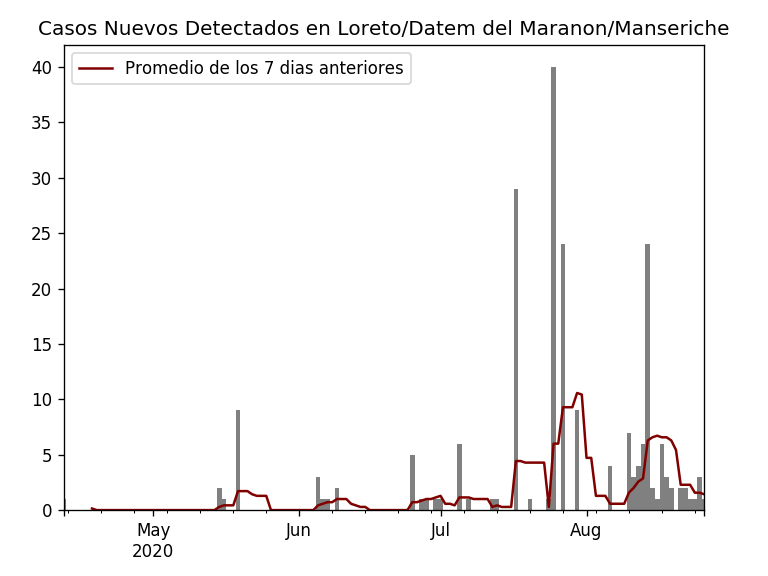 Casos Nuevos Detectados en Loreto/Datem del Maranon/Manseriche
Promedio de los 7 dias anteriores
40
35
30
25
20
15
10
5
0
May
2020
Jun
Jul
Aug